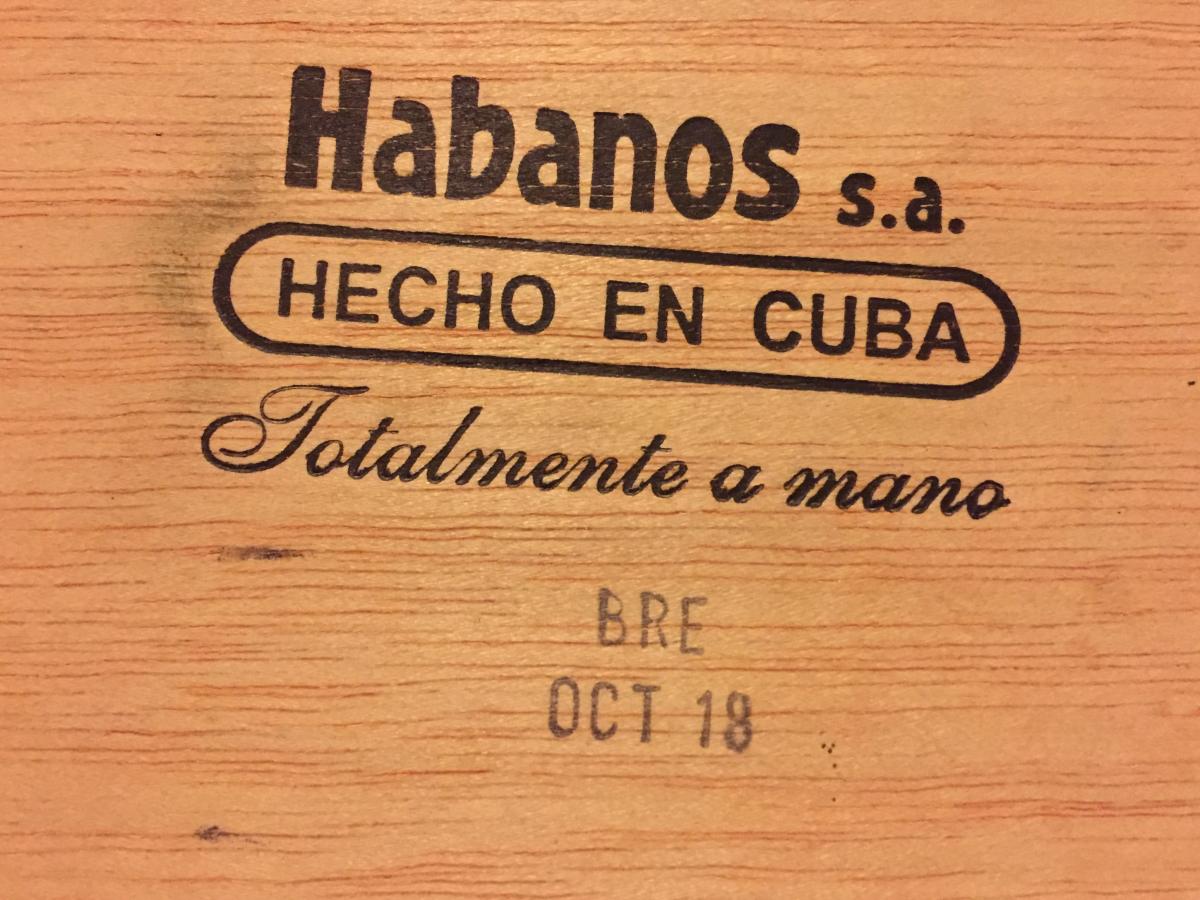 Habanos s.a.
HECHO EN CUBA
Totalmente a mano
BRE
OCT 18